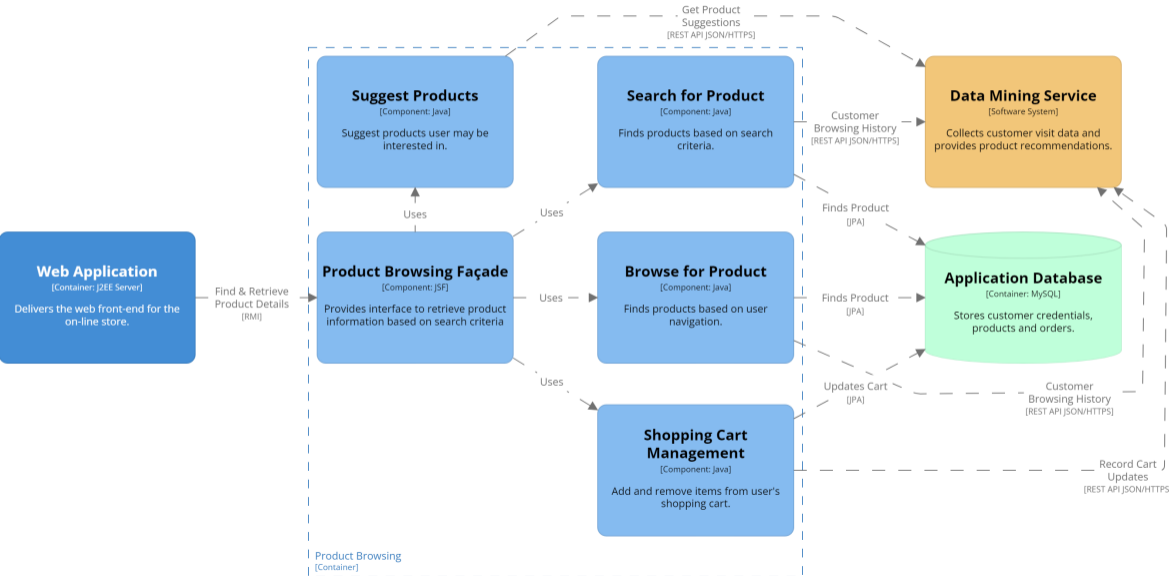 Get Product
Suggestions
[REST API JSON/HTTPS]
Suggest Products
[Component: Java]
Suggest products user may be
interested in.
Search for Product
[Component: Java]
Finds products based on search
criteria.
Customer
Browsing History
[REST API JSON/HTTPS]
Data Mining Service
[Software System]
Collects customer visit data and
provides product recommendations.
Uses
Uses
Finds Product
[JPA]
Web Application
[Container: J2EE Server]
Delivers the web front-end for the
on-line store.
Find & Retrieve
Product Details
[RMI]
Product Browsing Façade
[Component: JSF]
Provides interface to retrieve product
information based on search criteria
Uses
Browse for Product
[Component: Java]
Finds products based on user
navigation.
Finds Product
[JPA]
Application Database
[Container: MySQL]
Stores customer credentials,
products and orders.
Uses
Updates Cart
[JPA]
Customer
Browsing History
[REST API JSON/HTTPS]
Shopping Cart
Management
[Component: Java]
Add and remove items from user's
shopping cart.
Record Cart
Updates
[REST API JSON/HTTPS
Product Browsing
[Container]